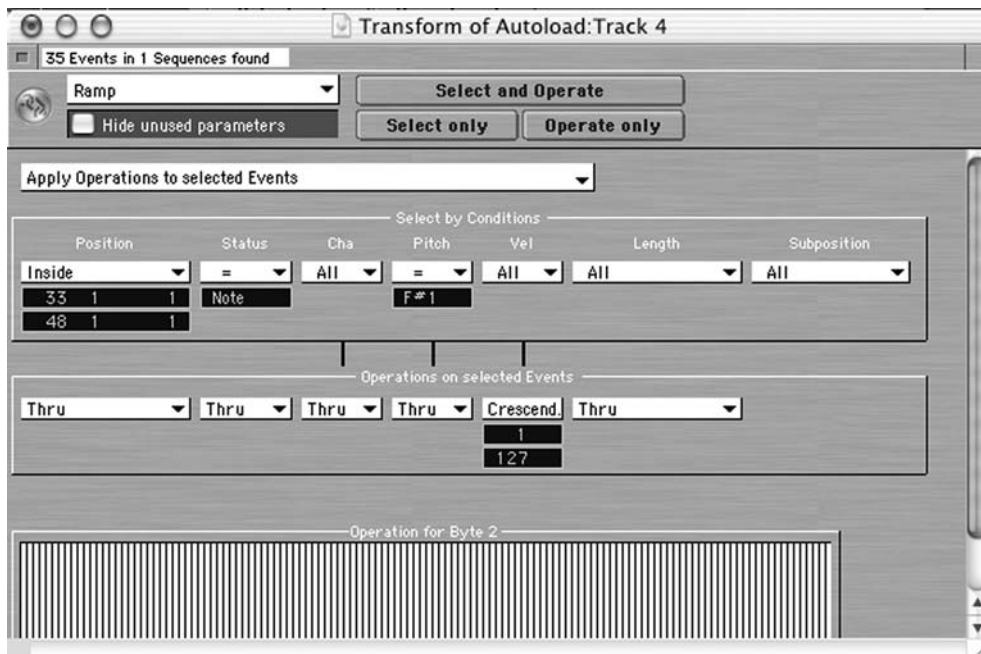 Transform of Autoload:Track 4
35 Events in 1 Sequences found
Ramp
Select and Operate
Hide unused parameters
Select only
Operate only
Apply Operations to selected Events
Select by Conditions
Position Status Cha Pitch Vel Length Subposition
Inside = All = All All All
33 1 1 Note F#1
48 1 1
Operations on selected Events
Thru Thru Thru Thru Crescend. Thru
1
127
Operation for Byte 2